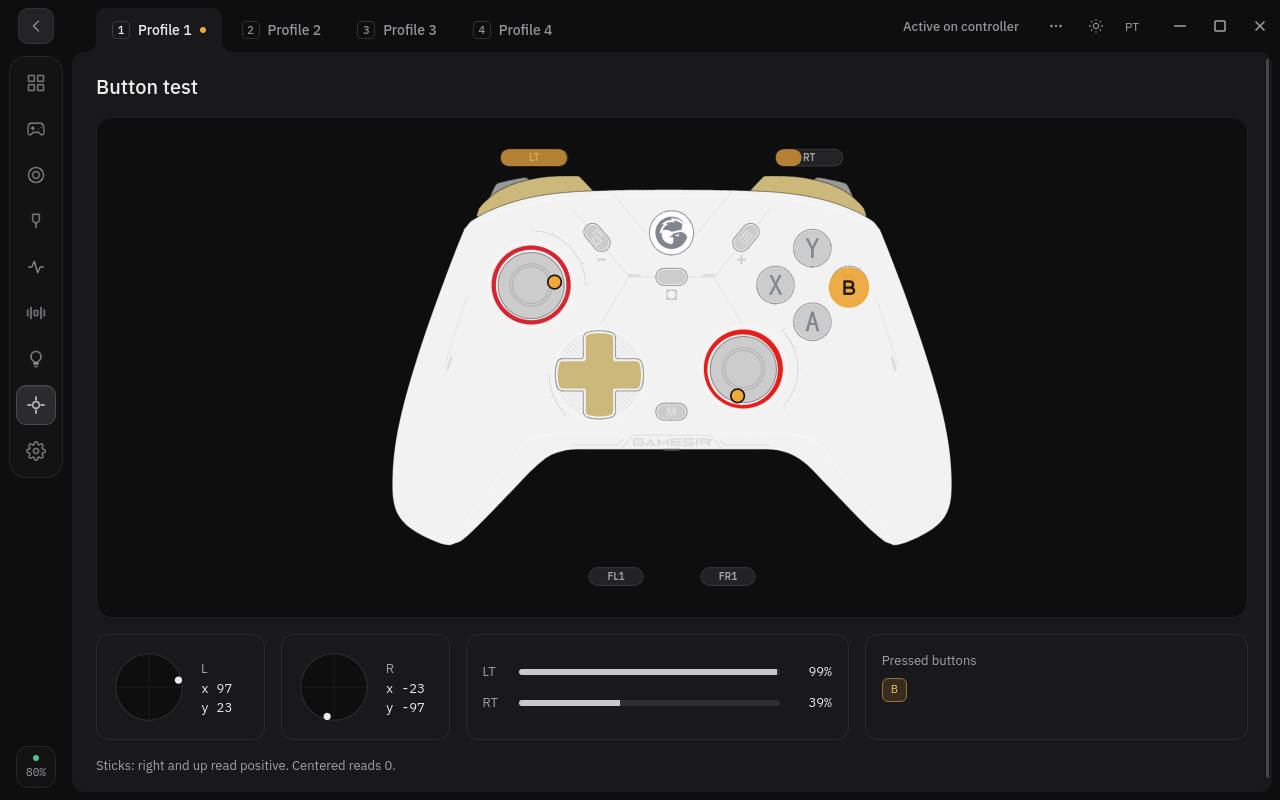 1 Profile 1
2 Profile 2
3 Profile 3
4 Profile 4
Active on controller
PT
Button test
LT
RT
Y
X
B
A
M
GAMESIR
FL1
FR1
L
x 97
y 23
R
x -23
y -97
LT 99%
RT 39%
Pressed buttons
B
80%
Sticks: right and up read positive. Centered reads 0.